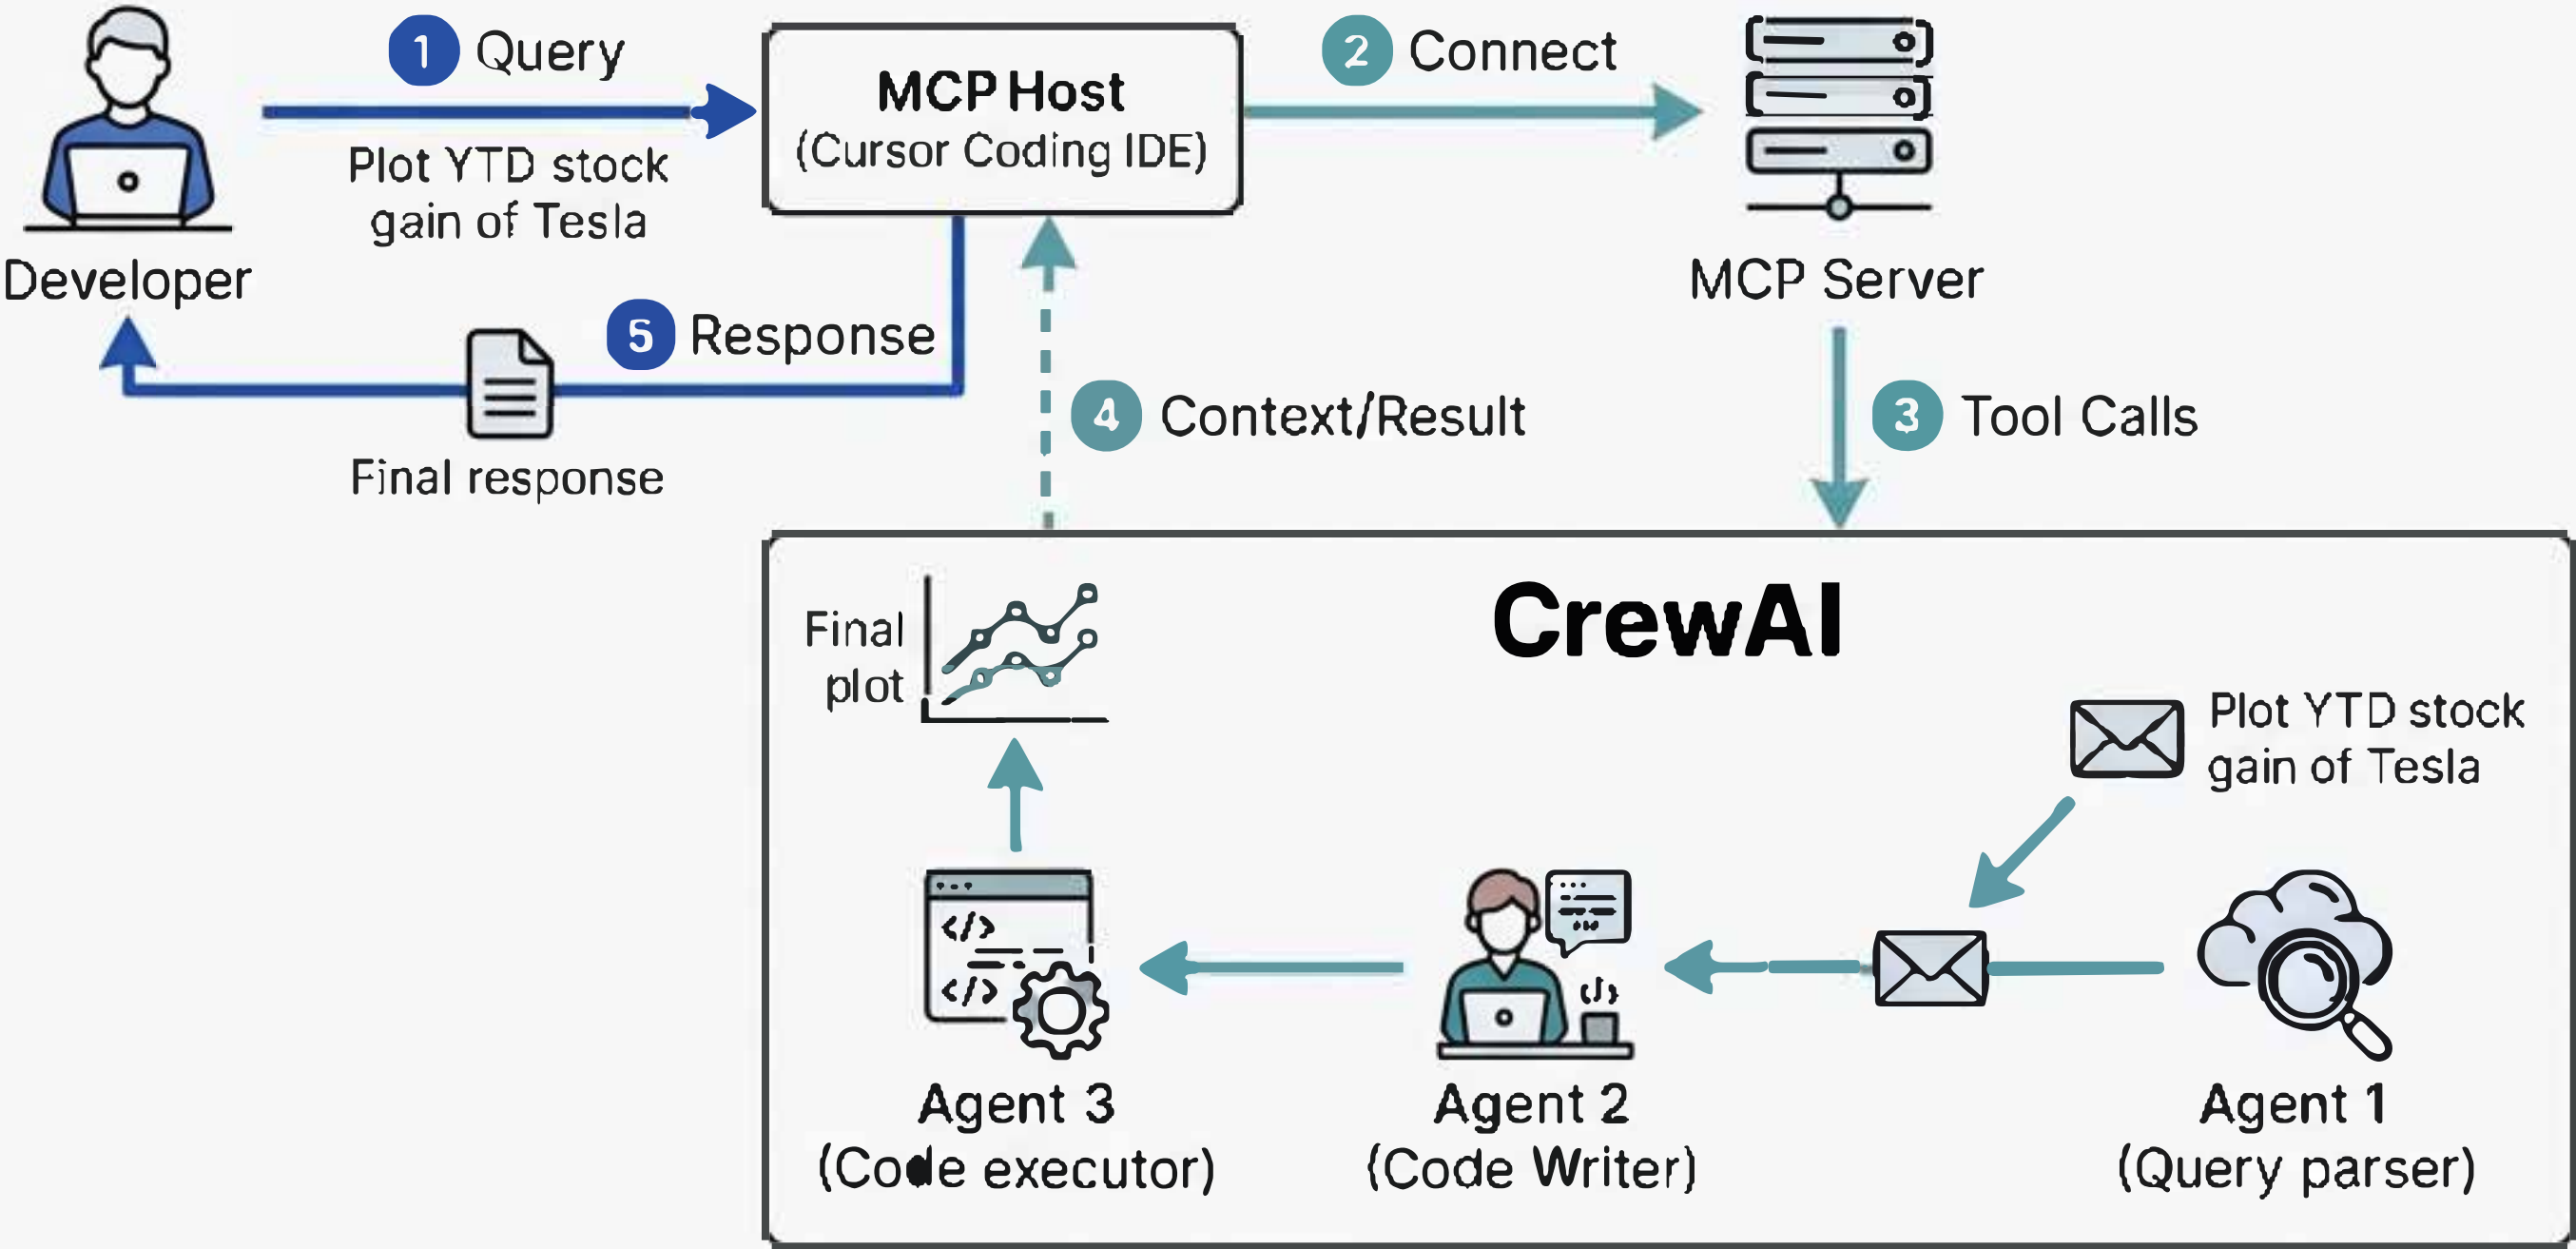 1 Query
Plot YTD stock
gain of Tesla
Developer
MCP Host
(Cursor Coding IDE)
2 Connect
MCP Server
5 Response
Final response
4 Context/Result
3 Tool Calls
CrewAI
Final
plot
Plot YTD stock
gain of Tesla
</>
</>
Agent 3
(Code executor)
Agent 2
(Code Writer)
Agent 1
(Query parser)